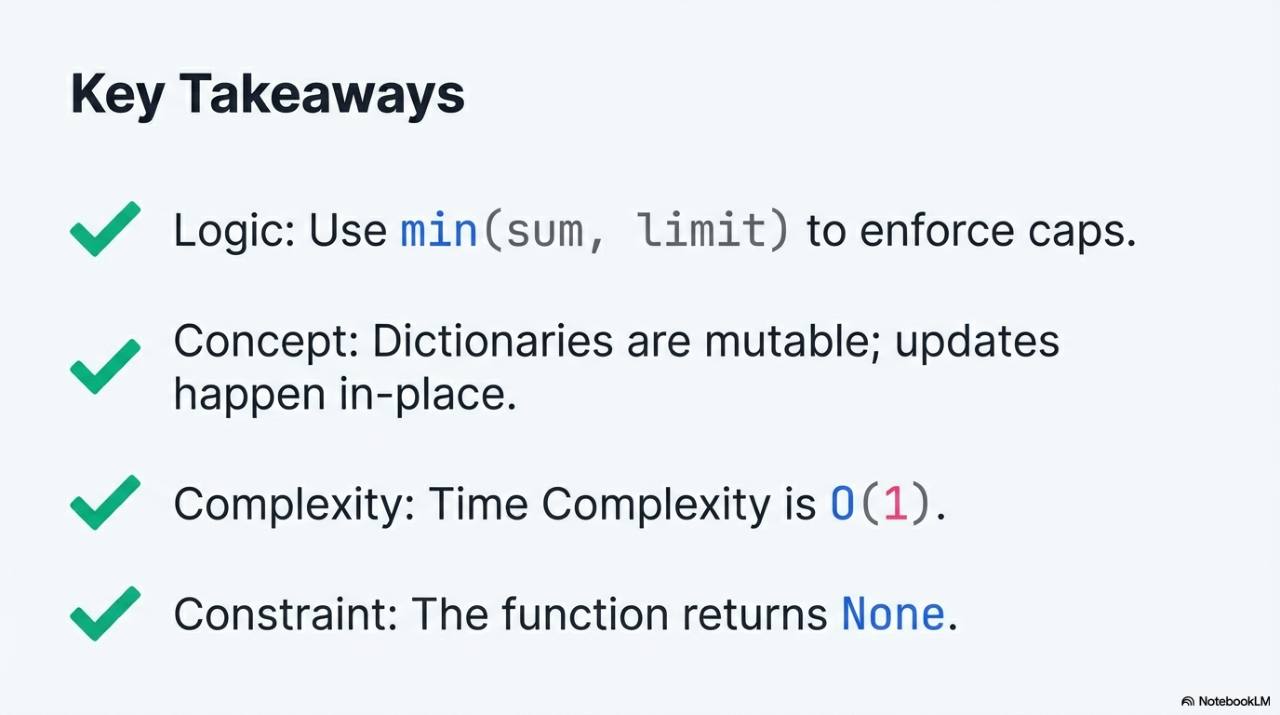 Key Takeaways
Logic: Use min(sum, limit) to enforce caps.
Concept: Dictionaries are mutable; updates
happen in-place.
Complexity: Time Complexity is O(1).
Constraint: The function returns None.
NotebookLM